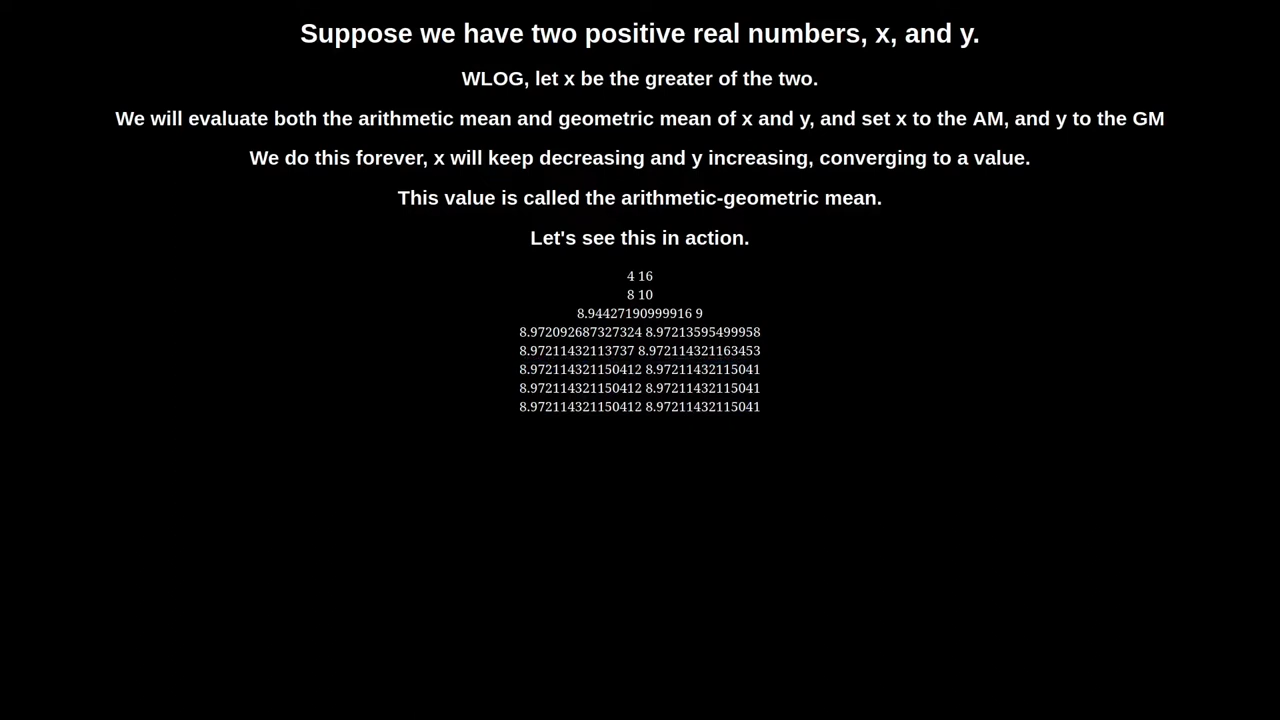 Suppose we have two positive real numbers, x, and y.
WLOG, let x be the greater of the two.
We will evaluate both the arithmetic mean and geometric mean of x and y, and set x to the AM, and y to the GM
We do this forever, x will keep decreasing and y increasing, converging to a value.
This value is called the arithmetic-geometric mean.
Let's see this in action.
4 16
8 10
8.94427190999916 9
8.972092687327324 8.97213595499958
8.97211432113737 8.972114321163453
8.972114321150412 8.97211432115041
8.972114321150412 8.97211432115041
8.972114321150412 8.97211432115041